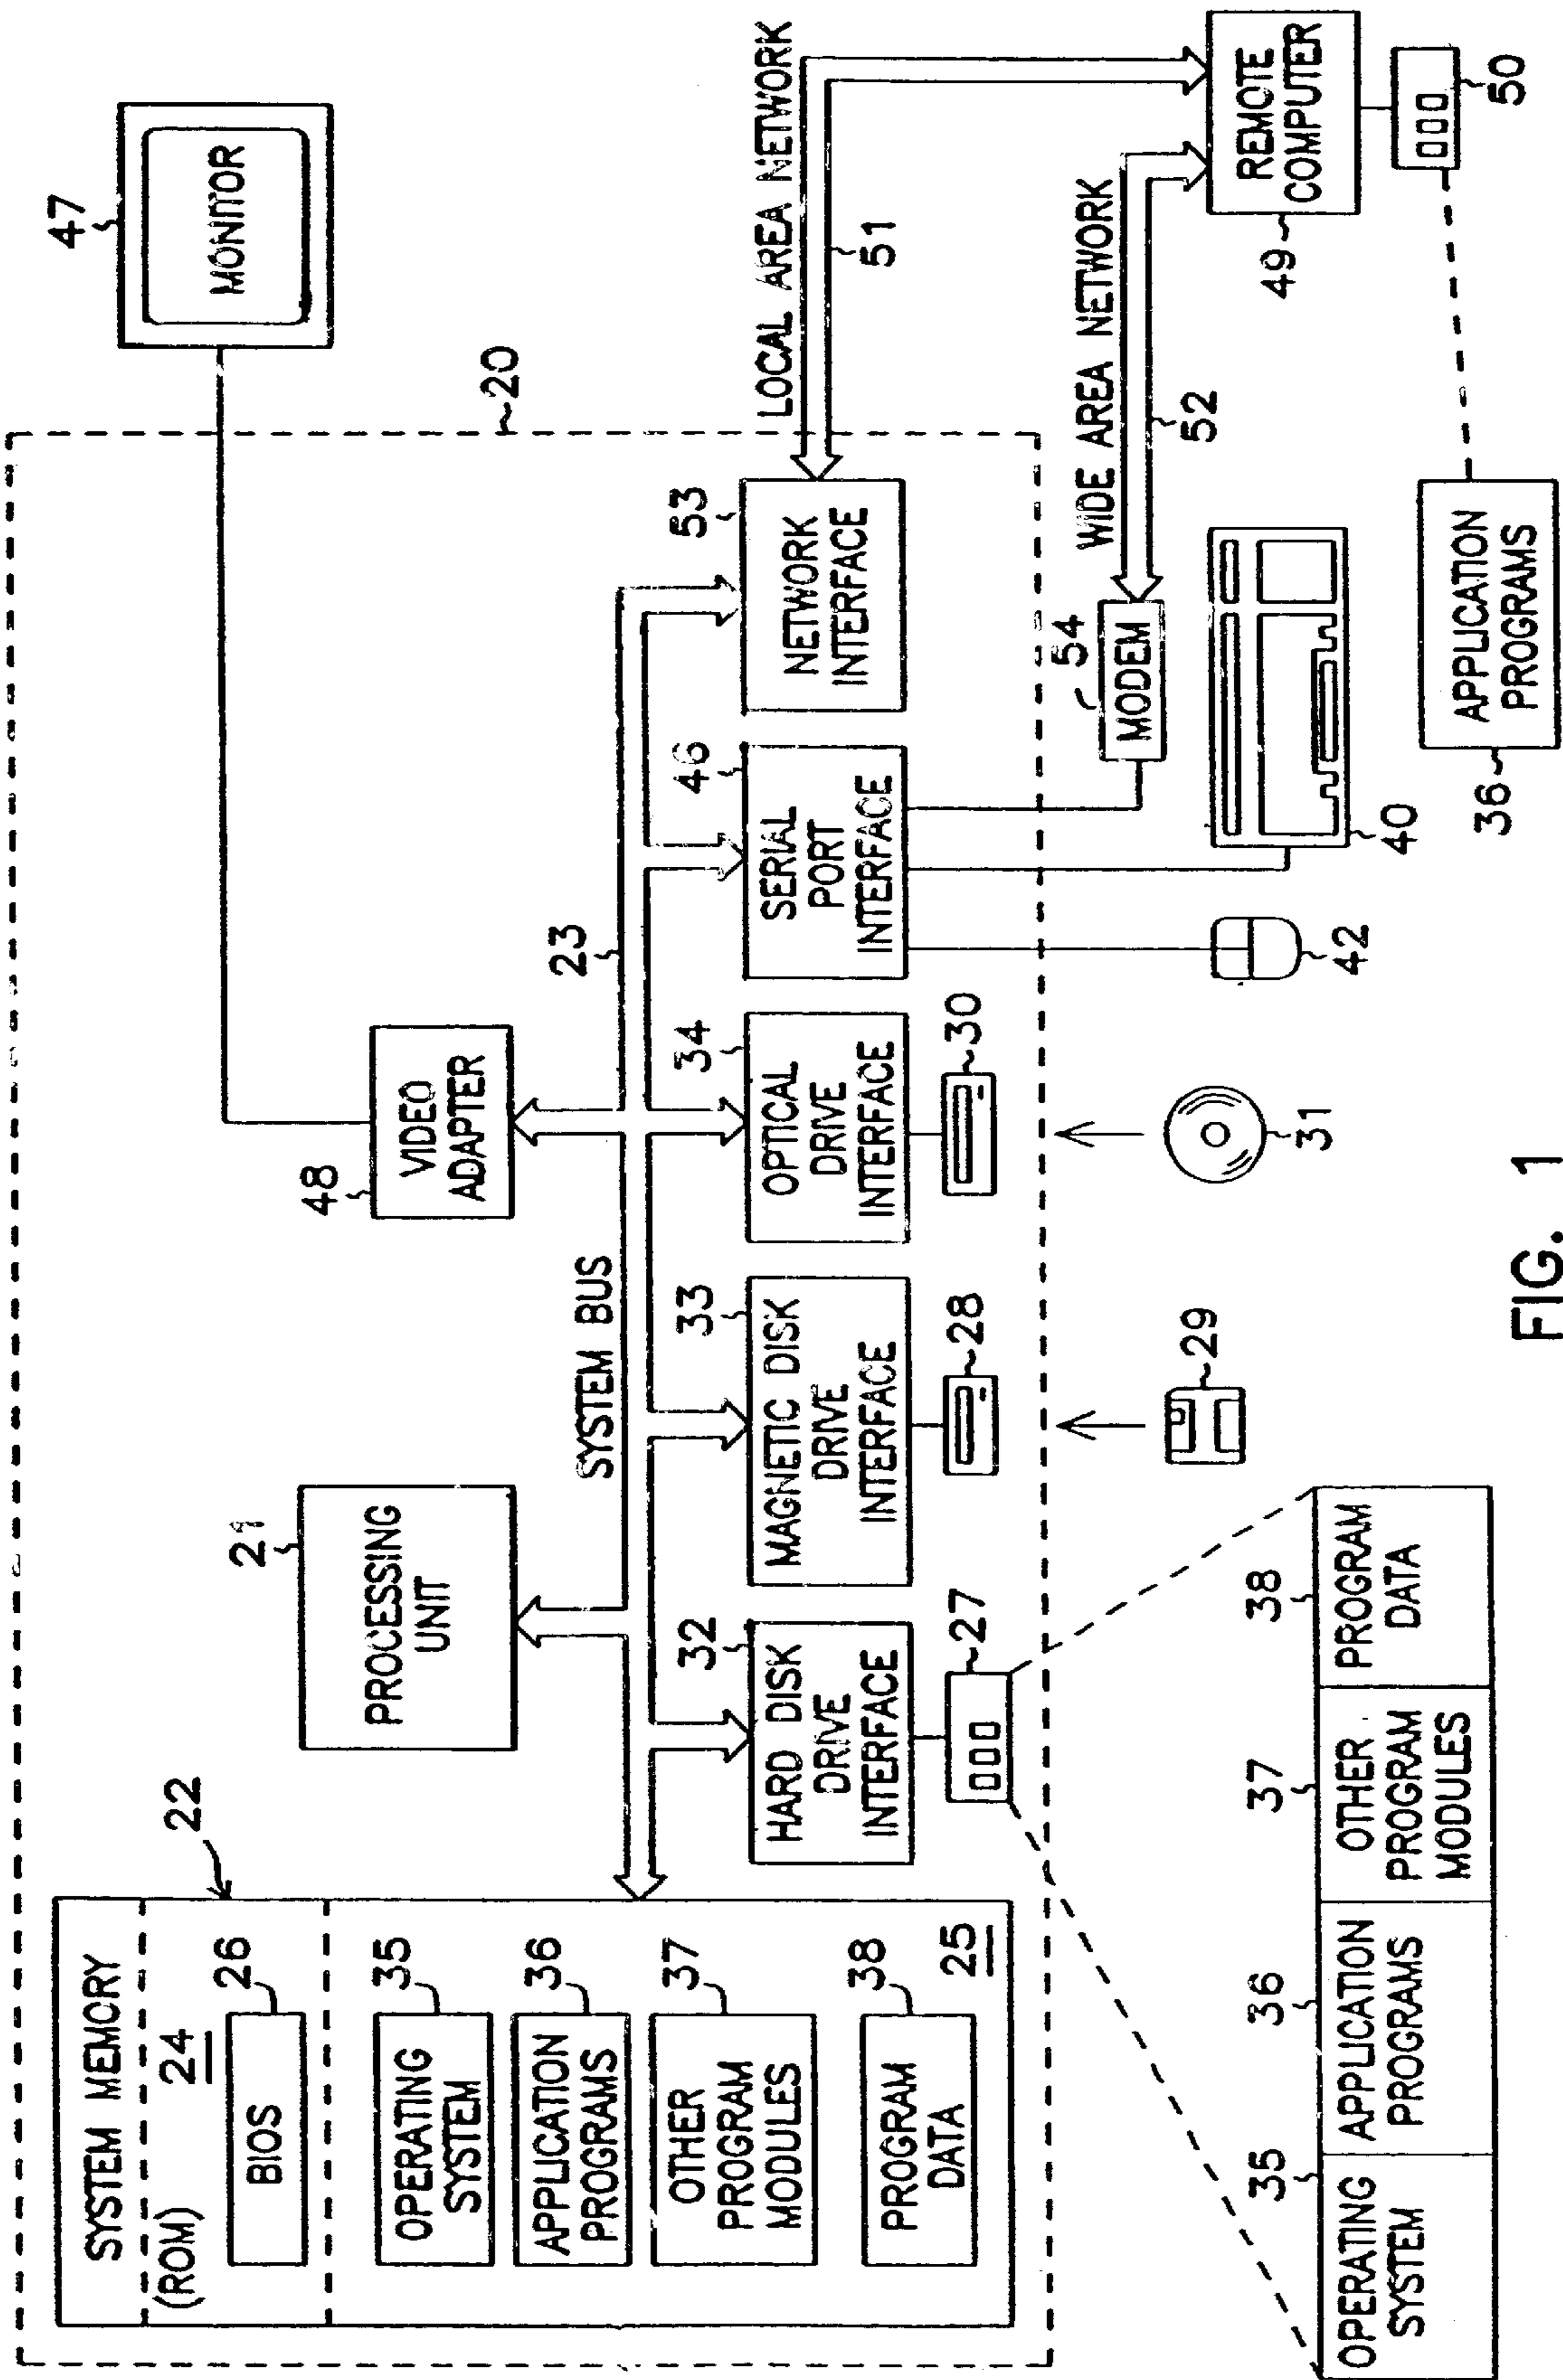 20
47
MONITOR
SYSTEM MEMORY
22
(ROM)
24
26
BIOS
21
PROCESSING
UNIT
48
VIDEO
ADAPTER
35
OPERATING
SYSTEM
36
APPLICATION
PROGRAMS
37
OTHER
PROGRAM
MODULES
38
PROGRAM
DATA
25
SYSTEM BUS
23
32
HARD DISK
DRIVE
INTERFACE
33
MAGNETIC DISK
DRIVE
INTERFACE
34
OPTICAL
DRIVE
INTERFACE
46
SERIAL
PORT
INTERFACE
53
NETWORK
INTERFACE
LOCAL AREA NETWORK
51
27
28
30
54
MODEM
WIDE AREA NETWORK
52
29
31
42
40
REMOTE
COMPUTER
49
50
35
36
37
38
OPERATING
SYSTEM
APPLICATION
PROGRAMS
OTHER
PROGRAM
MODULES
PROGRAM
DATA
36
APPLICATION
PROGRAMS
FIG. 1